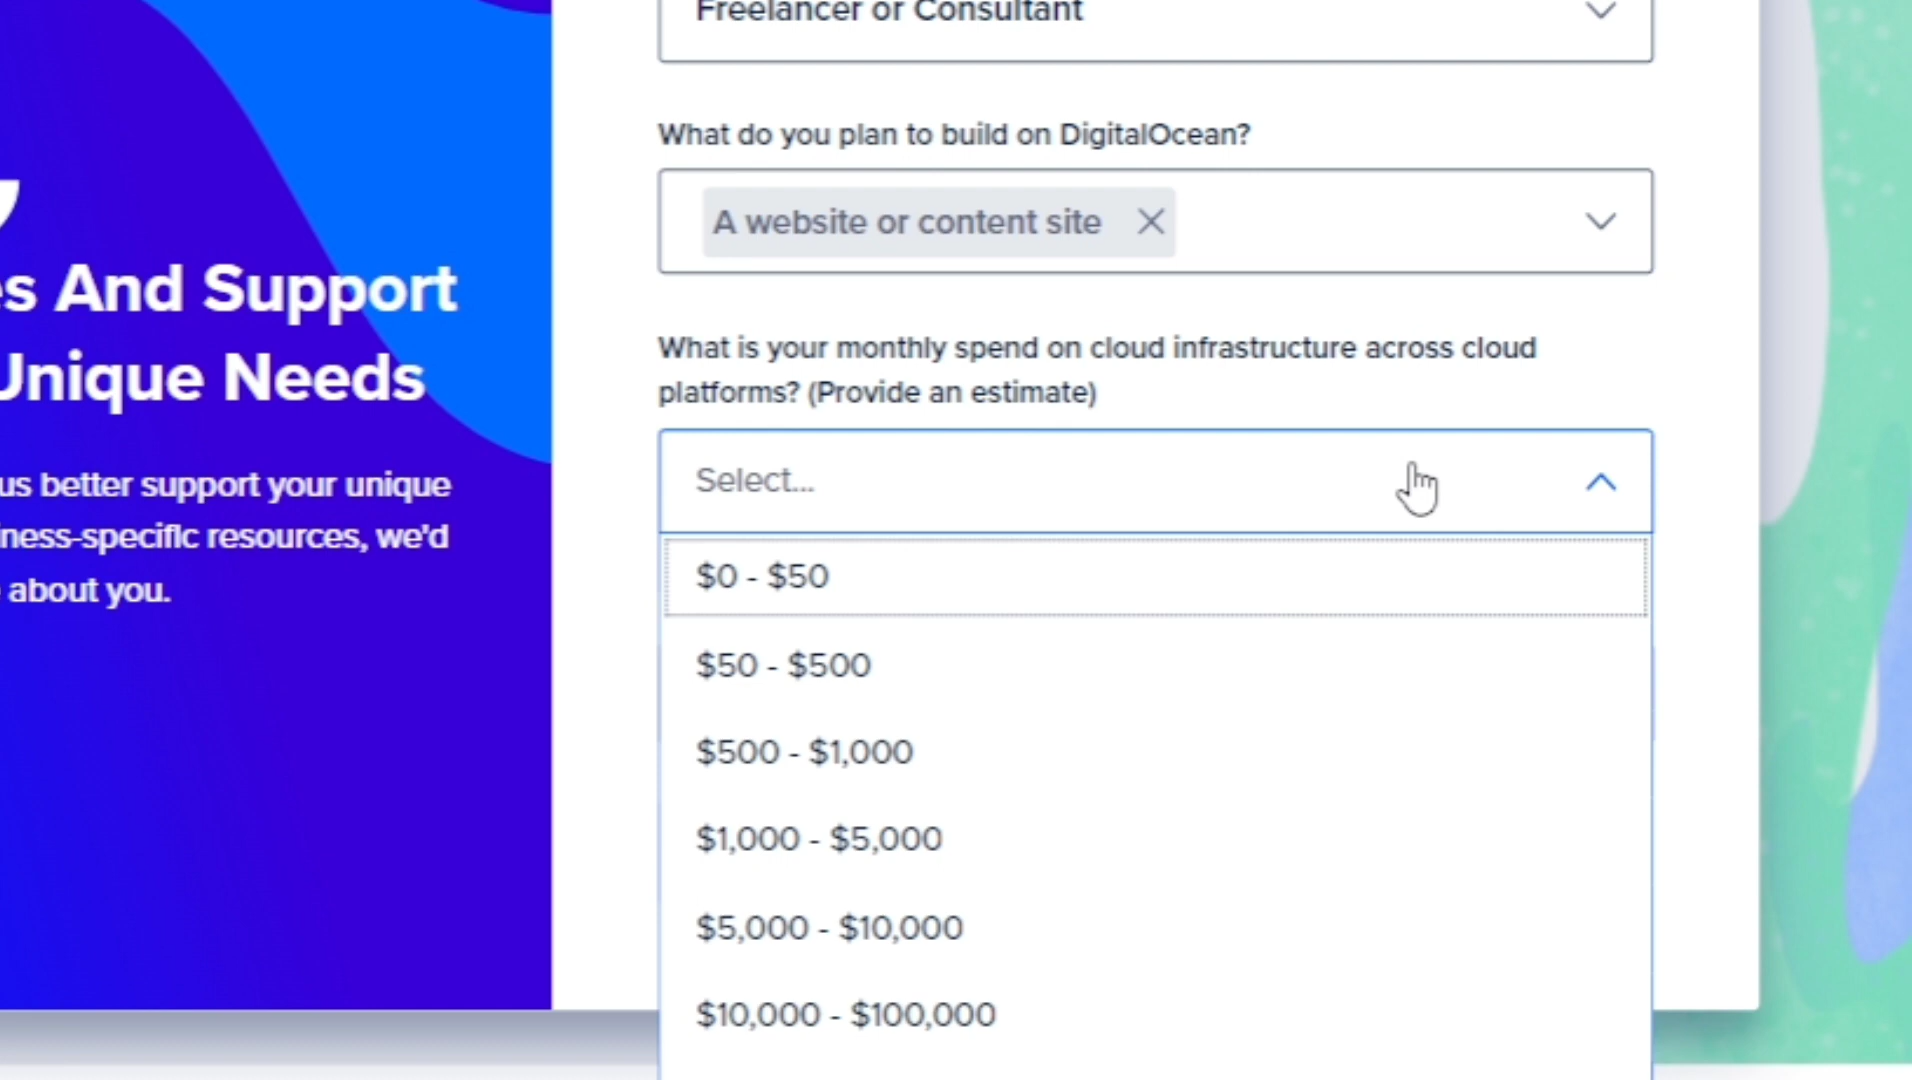 es And Support
Unique Needs
us better support your unique
iness-specific resources, we'd
about you.
Freelancer or Consultant
What do you plan to build on DigitalOcean?
A website or content site
What is your monthly spend on cloud infrastructure across cloud
platforms? (Provide an estimate)
Select...
$0 - $50
$50 - $500
$500 - $1,000
$1,000 - $5,000
$5,000 - $10,000
$10,000 - $100,000